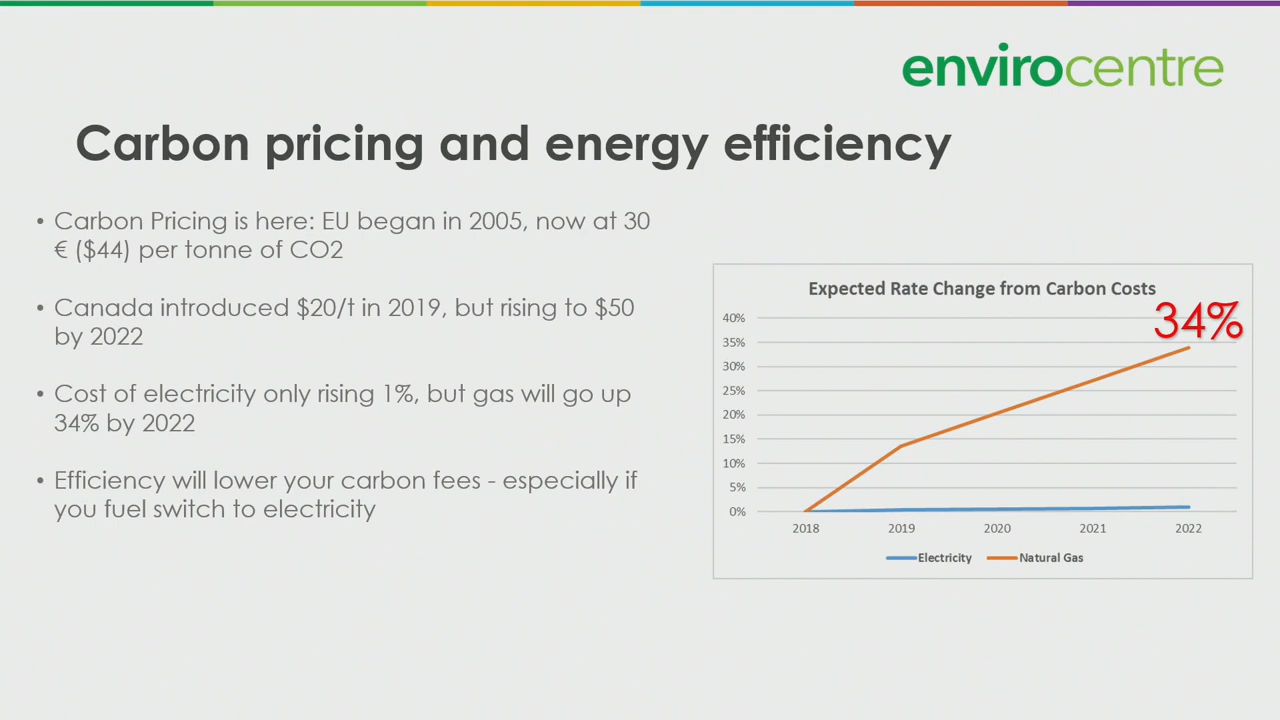 envirocentre
Carbon pricing and energy efficiency
• Carbon Pricing is here: EU began in 2005, now at 30
€ ($44) per tonne of CO2
• Canada introduced $20/t in 2019, but rising to $50
by 2022
• Cost of electricity only rising 1%, but gas will go up
34% by 2022
• Efficiency will lower your carbon fees - especially if
you fuel switch to electricity
Expected Rate Change from Carbon Costs
34%
40%
35%
30%
25%
20%
15%
10%
5%
0%
2018 2019 2020 2021 2022
Electricity Natural Gas